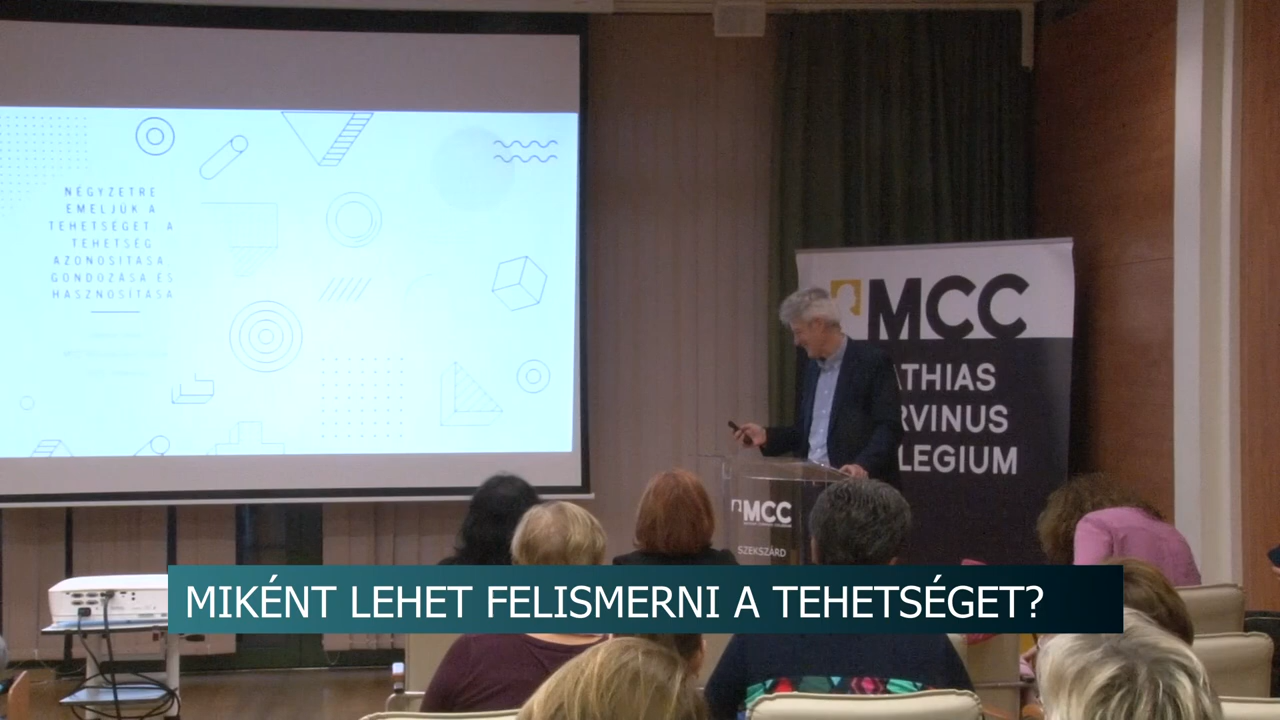 NÉGYZETRE
EMELJÜK A
TEHETSÉGET: A
TEHETSÉG
AZONOSÍTÁSA,
GONDOZÁSA ÉS
HASZNOSÍTÁSA
MCC
ATHIAS
RVINUS
LEGIUM
MCC
SZEKSZÁRD
MIKÉNT LEHET FELISMERNI A TEHETSÉGET?